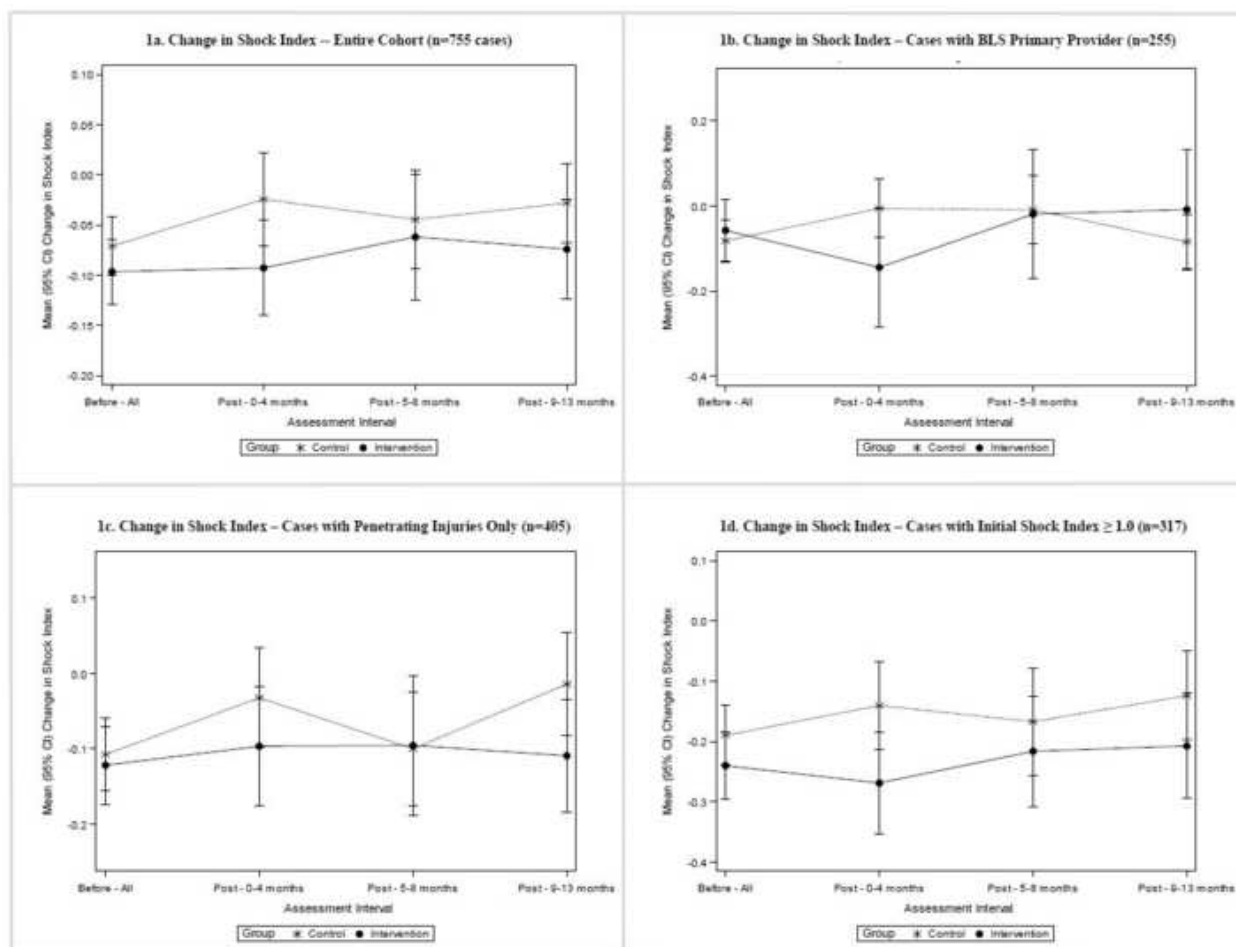 1a. Change in Shock Index -- Entire Cohort (n=755 cases)
Mean (95% CI) Change in Shock Index
0.10
0.05
0.00
-0.05
-0.10
-0.15
-0.20
Before - All Post - 0-4 months Post - 5-8 months Post - 9-13 months
Assessment Interval
Group Control Intervention
1b. Change in Shock Index – Cases with BLS Primary Provider (n=255)
Mean (95% CI) Change in Shock Index
0.2
0.0
-0.2
-0.4
Before - All Post - 0-4 months Post - 5-8 months Post - 9-13 months
Assessment Interval
Group Control Intervention
1c. Change in Shock Index – Cases with Penetrating Injuries Only (n=405)
Mean (95% CI) Change in Shock Index
0.1
0.0
-0.1
-0.2
Before - All Post - 0-4 months Post - 5-8 months Post - 9-13 months
Assessment Interval
Group Control Intervention
1d. Change in Shock Index – Cases with Initial Shock Index ≥ 1.0 (n=317)
Mean (95% CI) Change in Shock Index
0.1
0.0
-0.1
-0.2
-0.3
-0.4
Before - All Post - 0-4 months Post - 5-8 months Post - 9-13 months
Assessment Interval
Group Control Intervention